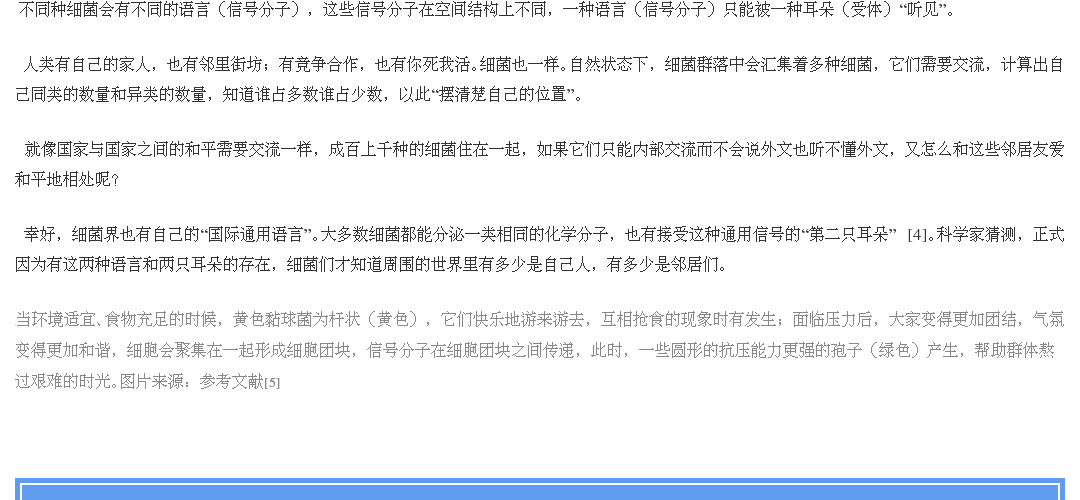 不同种细菌会有不同的语言（信号分子），这些信号分子在空间结构上不同，一种语言（信号分子）只能被一种耳朵（受体）“听见”。
人类有自己的家人，也有邻里街坊；有竞争合作，也有你死我活。细菌也一样。自然状态下，细菌群落中会汇集着多种细菌，它们需要交流，计算出自
己同类的数量和异类的数量，知道谁占多数谁占少数，以此“摆清楚自己的位置”。
就像国家与国家之间的和平需要交流一样，成百上千种的细菌住在一起，如果它们只能内部交流而不会说外文也听不懂外文，又怎么和这些邻居友爱
和平地相处呢？
幸好，细菌界也有自己的“国际通用语言”。大多数细菌都能分泌一类相同的化学分子，也有接受这种通用信号的“第二只耳朵” [4]。科学家猜测，正式
因为有这两种语言和两只耳朵的存在，细菌们才知道周围的世界里有多少是自己人，有多少是邻居们。
当环境适宜、食物充足的时候，黄色黏球菌为杆状（黄色），它们快乐地游来游去，互相抢食的现象时有发生；面临压力后，大家变得更加团结，气氛
变得更加和谐，细胞会聚集在一起形成细胞团块，信号分子在细胞团块之间传递，此时，一些圆形的抗压能力更强的孢子（绿色）产生，帮助群体熬
过艰难的时光。图片来源：参考文献[5]